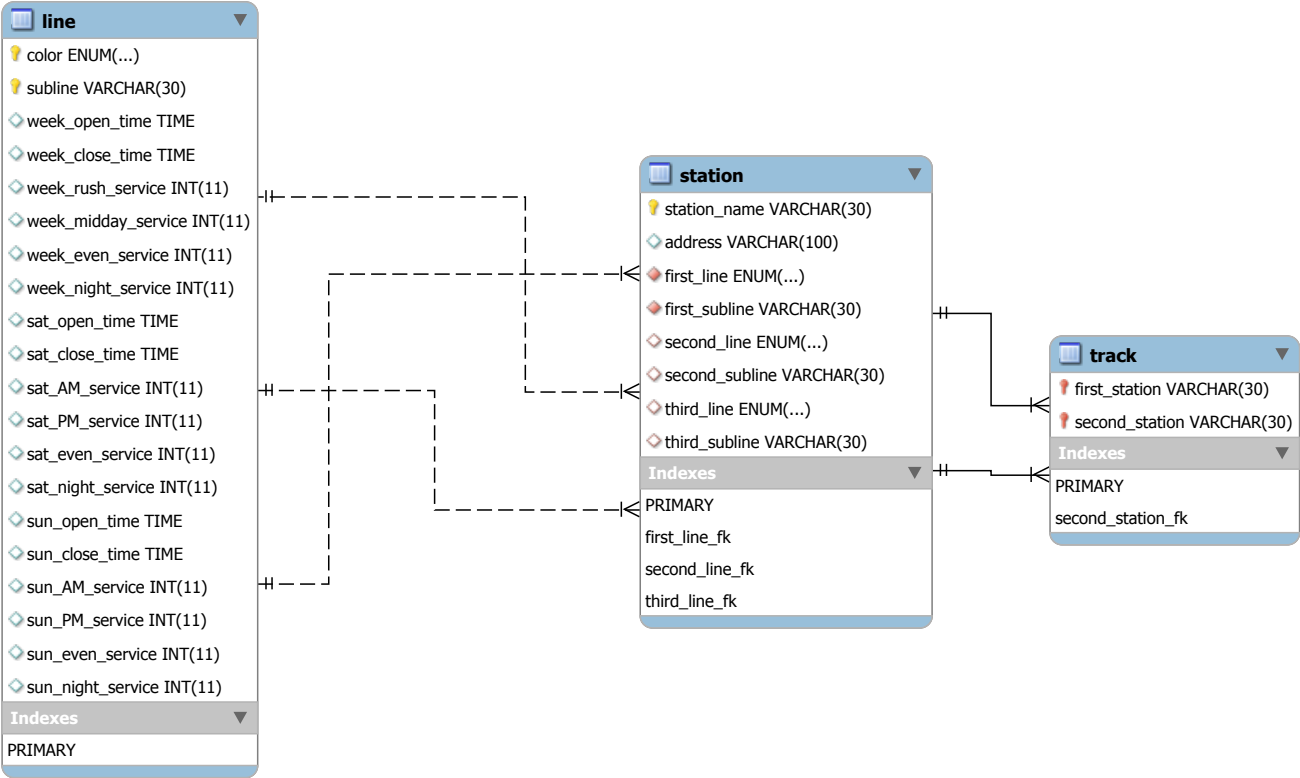 line
color ENUM(...)
subline VARCHAR(30)
week_open_time TIME
week_close_time TIME
week_rush_service INT(11)
week_midday_service INT(11)
week_even_service INT(11)
week_night_service INT(11)
sat_open_time TIME
sat_close_time TIME
sat_AM_service INT(11)
sat_PM_service INT(11)
sat_even_service INT(11)
sat_night_service INT(11)
sun_open_time TIME
sun_close_time TIME
sun_AM_service INT(11)
sun_PM_service INT(11)
sun_even_service INT(11)
sun_night_service INT(11)
Indexes
PRIMARY
station
station_name VARCHAR(30)
address VARCHAR(100)
first_line ENUM(...)
first_subline VARCHAR(30)
second_line ENUM(...)
second_subline VARCHAR(30)
third_line ENUM(...)
third_subline VARCHAR(30)
Indexes
PRIMARY
first_line_fk
second_line_fk
third_line_fk
track
first_station VARCHAR(30)
second_station VARCHAR(30)
Indexes
PRIMARY
second_station_fk